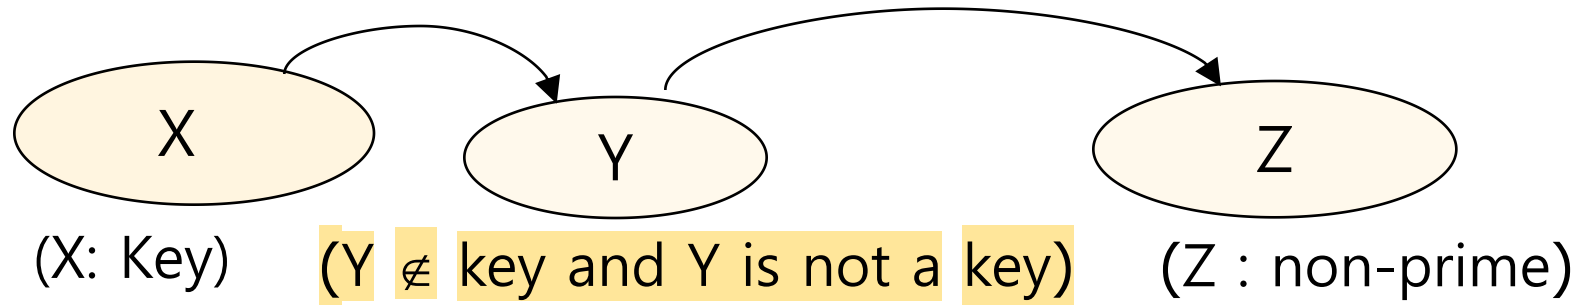 X
Y
Z
(X: Key)
(Y ∉ key and Y is not a key)
(Z : non-prime)